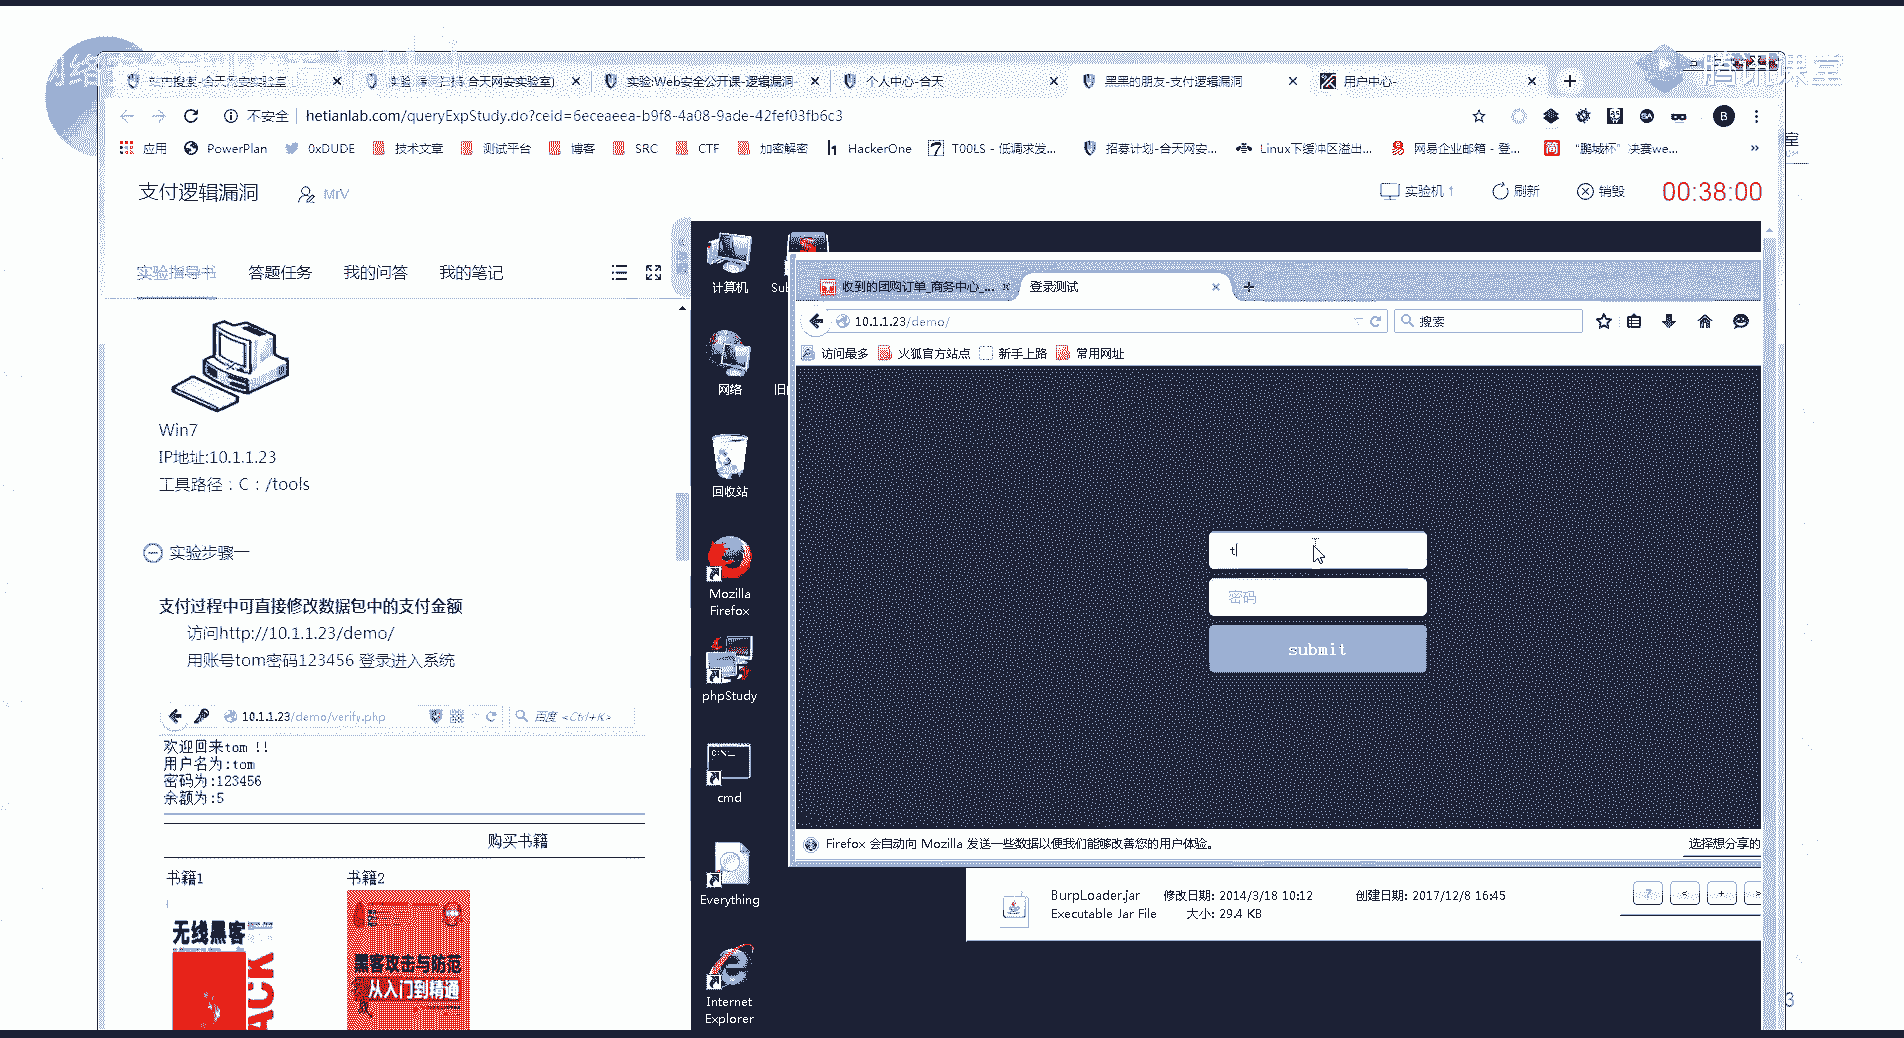 腾讯课堂
实验:Web安全公开课-逻辑漏洞-
个人中心-合天
黑黑的朋友-支付逻辑漏洞
用户中心-
不安全
hetianlab.com/queryExpStudy.do?ceid=6eceaeea-b9f8-4a08-9ade-42fef03fb6c3
B
应用
PowerPlan
0xDUDE
技术文章
测试平台
博客
SRC
CTF
加密解密
HackerOne
T00LS - 低调求发...
招募计划-合天网安...
Linux下缓冲区溢出...
网易企业邮箱 - 登...
“鹏城杯”决赛we...
»
支付逻辑漏洞
MrV
实验机 1
刷新
销毁
00:38:00
实验指导书
答题任务
我的问答
我的笔记
Win7
IP地址:10.1.1.23
工具路径：C：/tools
实验步骤一
支付过程中可直接修改数据包中的支付金额
访问http://10.1.1.23/demo/
用账号tom密码123456 登录进入系统
10.1.1.23/demo/verify.php
百度 <Ctrl+K>
欢迎回来tom !!
用户名为:tom
密码为:123456
余额为:5
购买书籍
书籍1
书籍2
无线黑客
黑客攻击与防范
从入门到精通
计算机
网络
回收站
Mozilla
Firefox
phpStudy
cmd
Everything
Internet
Explorer
收到的团购订单_商务中心_...
登录测试
10.1.1.23/demo/
搜索
访问最多
火狐官方站点
新手上路
常用网址
t
密码
submit
Firefox 会自动向 Mozilla 发送一些数据以便我们能够改善您的用户体验。
选择想分享的
BurpLoader.jar
修改日期: 2014/3/18 10:12
创建日期: 2017/12/8 16:45
Executable Jar File
大小: 29.4 KB
3